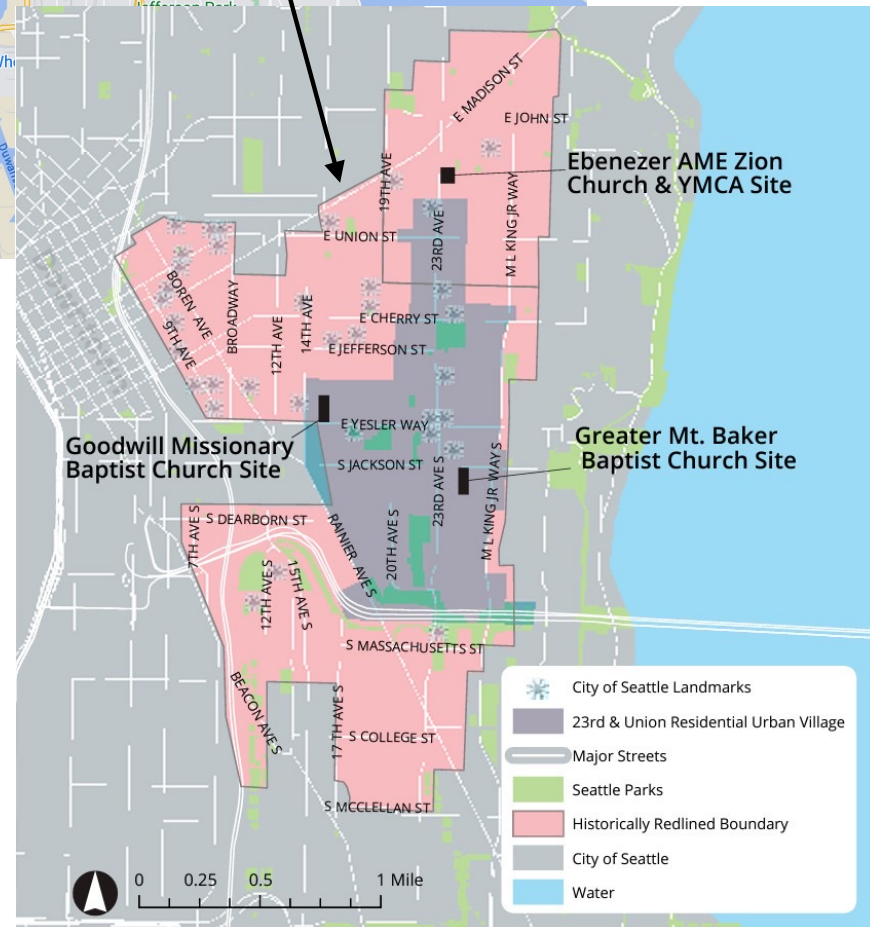 Jefferson Park
E MADISON ST
E JOHN ST
Ebenezer AME Zion
Church & YMCA Site
19TH AVE
23RD AVE
M L KING JR WAY
E UNION ST
BOREN AVE
9TH AVE
BROADWAY
12TH AVE
14TH AVE
E CHERRY ST
E JEFFERSON ST
E YESLER WAY
Goodwill Missionary
Baptist Church Site
S JACKSON ST
Greater Mt. Baker
Baptist Church Site
23RD AVE S
M L KING JR WAY S
S DEARBORN ST
7TH AVE S
RAINIER AVE S
20TH AVE S
12TH AVE S
15TH AVE S
S MASSACHUSETTS ST
BEACON AVE S
17 TH AVE S
S COLLEGE ST
S MCCLELLAN ST
City of Seattle Landmarks
23rd & Union Residential Urban Village
Major Streets
Seattle Parks
Historically Redlined Boundary
City of Seattle
Water
0 0.25 0.5 1 Mile